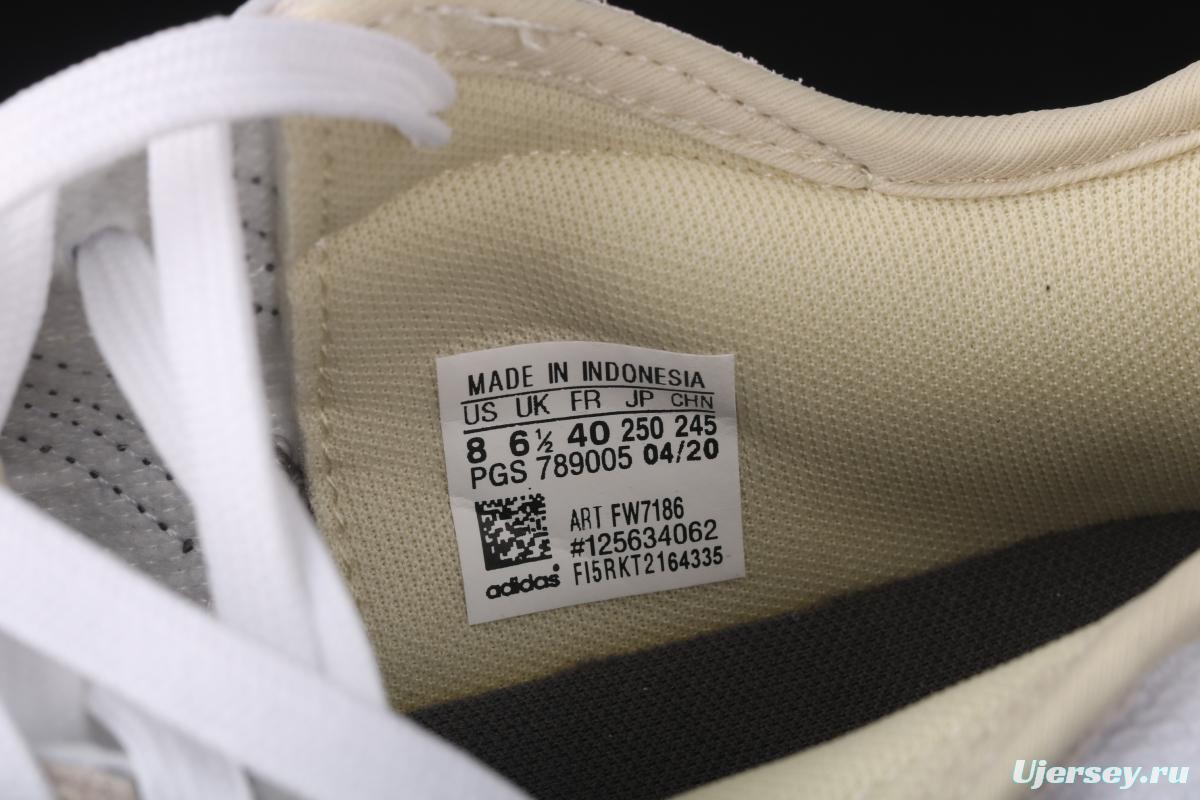 MADE IN INDONESIA
US UK FR JP CHN
8 6½ 40 250 245
PGS 789005 04/20
ART FW7186
#125634062
adidas® FI5RKT2164335
Ujersey.ru